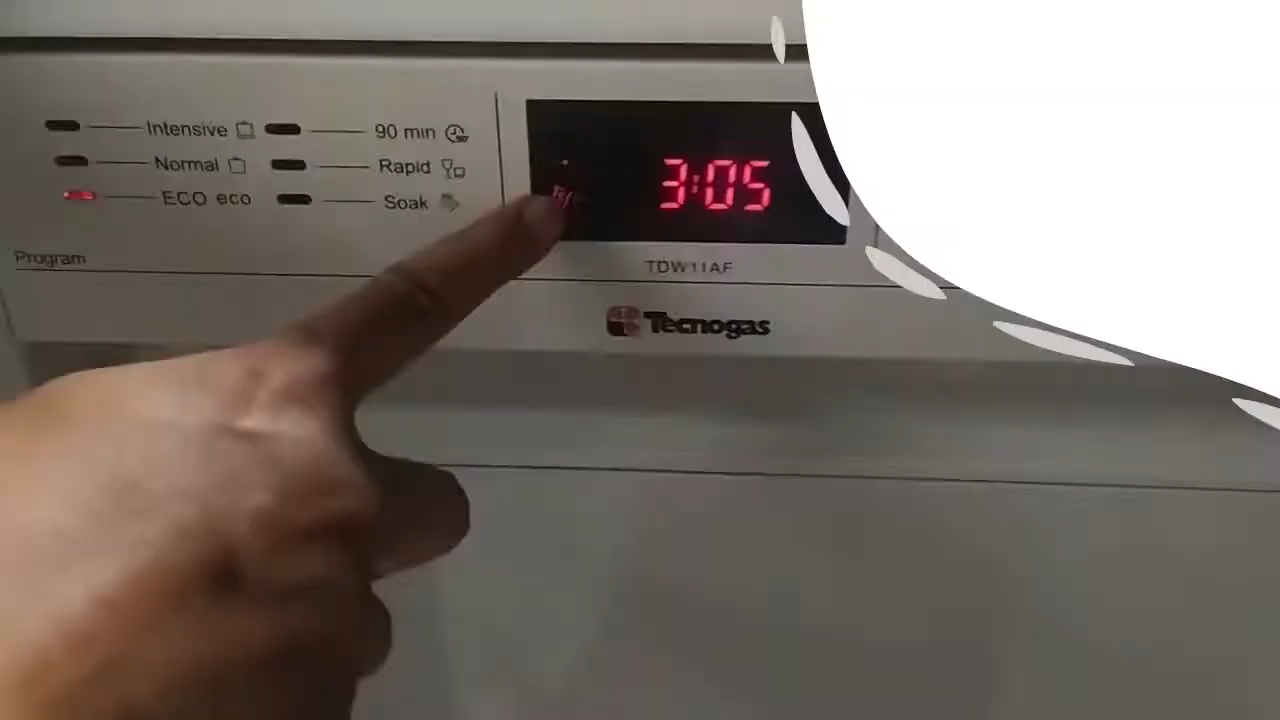 Intensive
90 min
Normal
Rapid
ECO eco
Soak
3:05
Program
TDW11AF
Tecnogas